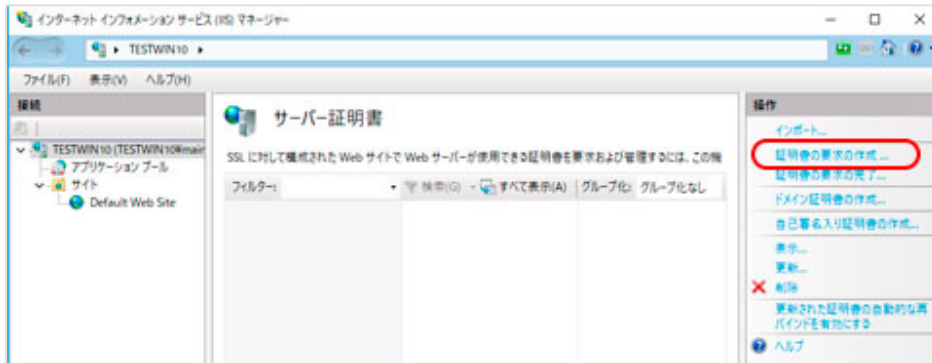 インターネット インフォメーション サービス (IIS) マネージャー
TESTWIN10
ファイル(F) 表示(V) ヘルプ(H)
接続
TESTWIN10 (TESTWIN10¥main
アプリケーション プール
サイト
Default Web Site
サーバー証明書
SSL に対して構成された Web サイトで Web サーバーが使用できる証明書を要求および管理するには、この機
フィルター: 検索(G) すべて表示(A) グループ化: グループ化なし
操作
インポート...
証明書の要求の作成...
証明書の要求の完了...
ドメイン証明書の作成...
自己署名入り証明書の作成...
表示...
更新...
削除
更新された証明書の自動的な再
バインドを有効にする
ヘルプ